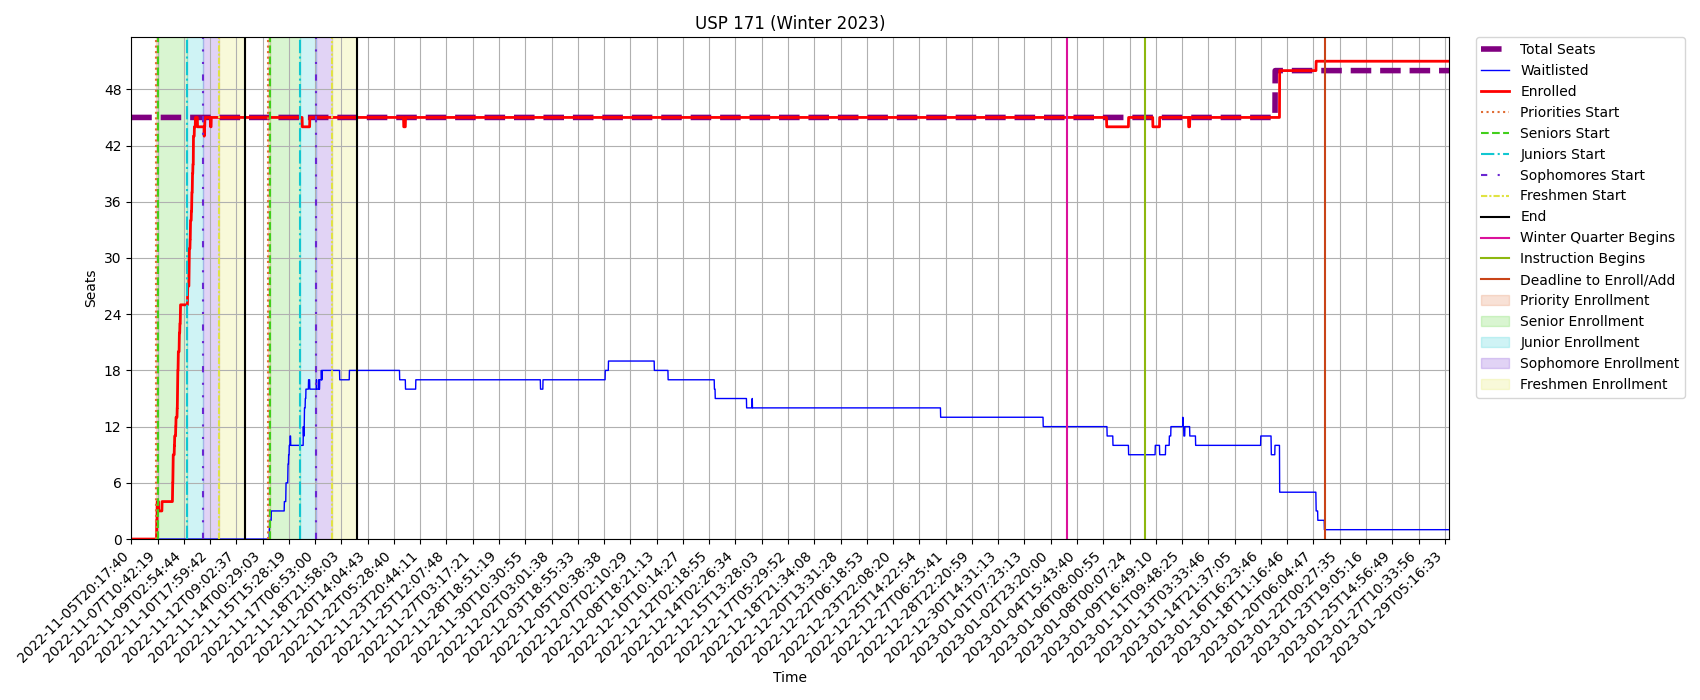 USP 171 (Winter 2023)
Seats
48
42
36
30
24
18
12
6
0
2022-11-05T20:17:40
2022-11-07T10:42:19
2022-11-09T02:54:44
2022-11-10T17:59:42
2022-11-12T09:02:37
2022-11-14T00:29:03
2022-11-15T15:28:19
2022-11-17T06:53:00
2022-11-18T21:58:03
2022-11-20T14:04:43
2022-11-22T05:28:40
2022-11-23T20:44:11
2022-11-25T12:07:48
2022-11-27T03:17:21
2022-11-28T18:51:19
2022-11-30T10:30:55
2022-12-02T03:01:38
2022-12-03T18:55:33
2022-12-05T10:38:38
2022-12-07T02:10:29
2022-12-08T18:21:13
2022-12-10T10:14:27
2022-12-12T02:18:55
2022-12-14T02:26:34
2022-12-15T13:28:03
2022-12-17T05:29:52
2022-12-18T21:34:08
2022-12-20T13:31:28
2022-12-22T06:18:53
2022-12-23T22:08:20
2022-12-25T14:22:54
2022-12-27T06:25:41
2022-12-28T22:20:59
2022-12-30T14:31:13
2023-01-01T07:23:13
2023-01-02T23:20:00
2023-01-04T15:43:40
2023-01-06T08:00:55
2023-01-08T00:07:24
2023-01-09T16:49:10
2023-01-11T09:48:25
2023-01-13T03:33:46
2023-01-14T21:37:05
2023-01-16T16:23:46
2023-01-18T11:16:46
2023-01-20T06:04:47
2023-01-22T00:27:35
2023-01-23T19:05:16
2023-01-25T14:56:49
2023-01-27T10:33:56
2023-01-29T05:16:33
Time
Total Seats
Waitlisted
Enrolled
Priorities Start
Seniors Start
Juniors Start
Sophomores Start
Freshmen Start
End
Winter Quarter Begins
Instruction Begins
Deadline to Enroll/Add
Priority Enrollment
Senior Enrollment
Junior Enrollment
Sophomore Enrollment
Freshmen Enrollment